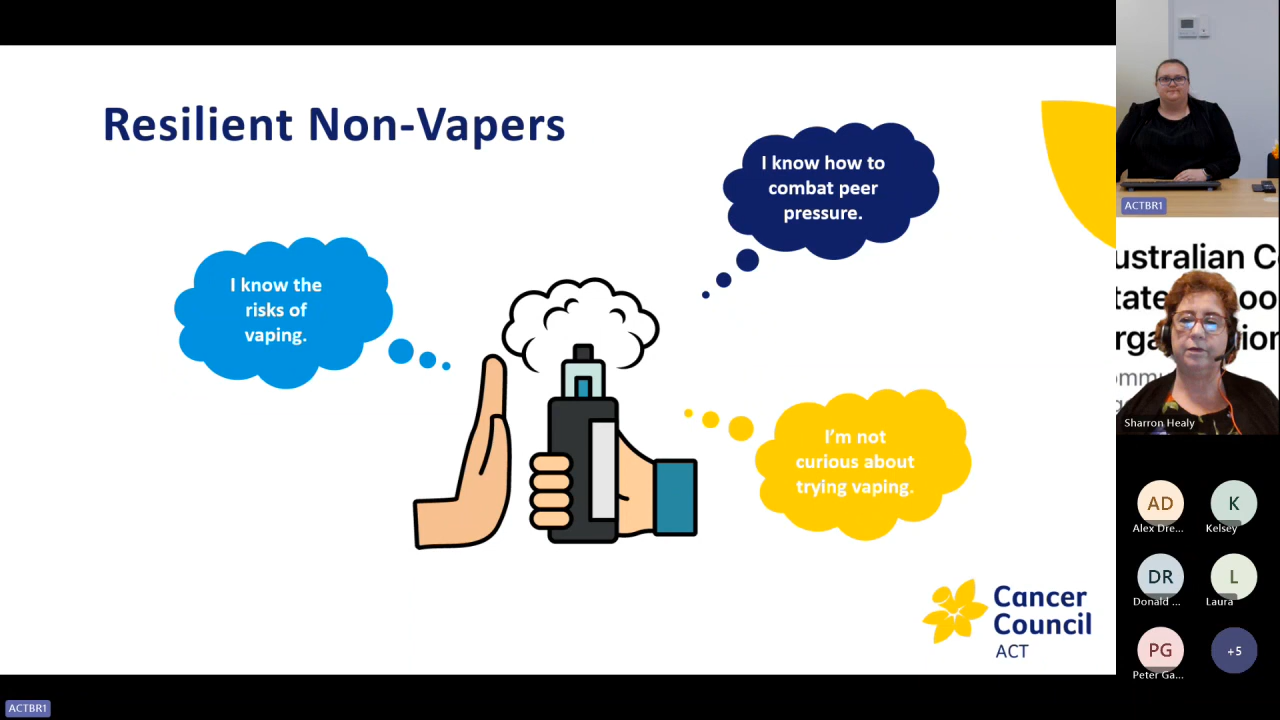 Resilient Non-Vapers
I know how to
combat peer
pressure.
I know the
risks of
vaping.
I'm not
curious about
trying vaping.
Cancer
Council
ACT
ACTBR1
ACTBR1
ustralian C
tate
oo
rga
ion
omm
Sharron Healy
AD
Alex Dre...
K
Kelsey
DR
Donald ...
L
Laura
PG
Peter Ga...
+5